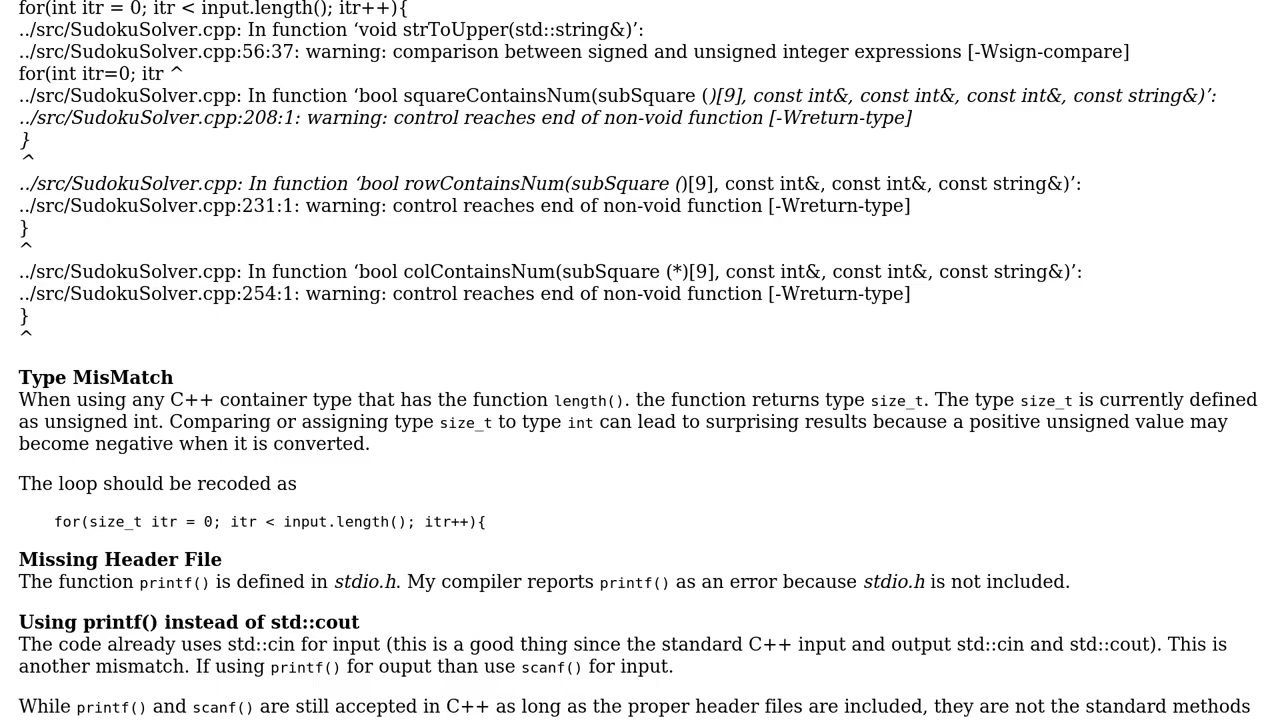 for(int itr = 0; itr < input.length(); itr++){
../src/SudokuSolver.cpp: In function ‘void strToUpper(std::string&)’:
../src/SudokuSolver.cpp:56:37: warning: comparison between signed and unsigned integer expressions [-Wsign-compare]
for(int itr=0; itr ^
../src/SudokuSolver.cpp: In function ‘bool squareContainsNum(subSquare ()[9], const int&, const int&, const int&, const string&)’:
../src/SudokuSolver.cpp:208:1: warning: control reaches end of non-void function [-Wreturn-type]
}
^
../src/SudokuSolver.cpp: In function ‘bool rowContainsNum(subSquare ()[9], const int&, const int&, const string&)’:
../src/SudokuSolver.cpp:231:1: warning: control reaches end of non-void function [-Wreturn-type]
}
^
../src/SudokuSolver.cpp: In function ‘bool colContainsNum(subSquare (*)[9], const int&, const int&, const string&)’:
../src/SudokuSolver.cpp:254:1: warning: control reaches end of non-void function [-Wreturn-type]
}
^
Type MisMatch
When using any C++ container type that has the function length(). the function returns type size_t. The type size_t is currently defined
as unsigned int. Comparing or assigning type size_t to type int can lead to surprising results because a positive unsigned value may
become negative when it is converted.
The loop should be recoded as
for(size_t itr = 0; itr < input.length(); itr++){
Missing Header File
The function printf() is defined in stdio.h. My compiler reports printf() as an error because stdio.h is not included.
Using printf() instead of std::cout
The code already uses std::cin for input (this is a good thing since the standard C++ input and output std::cin and std::cout). This is
another mismatch. If using printf() for ouput than use scanf() for input.
While printf() and scanf() are still accepted in C++ as long as the proper header files are included, they are not the standard methods